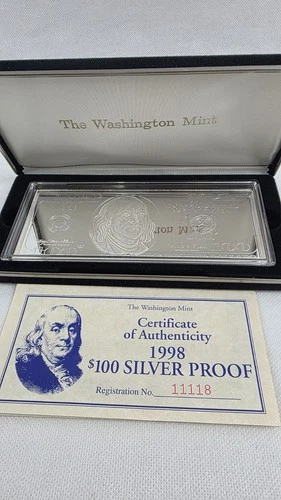 The Washington Mint
The Washington Mint
Certificate
of Authenticity
1998
$100 SILVER PROOF
Registration No. 11118